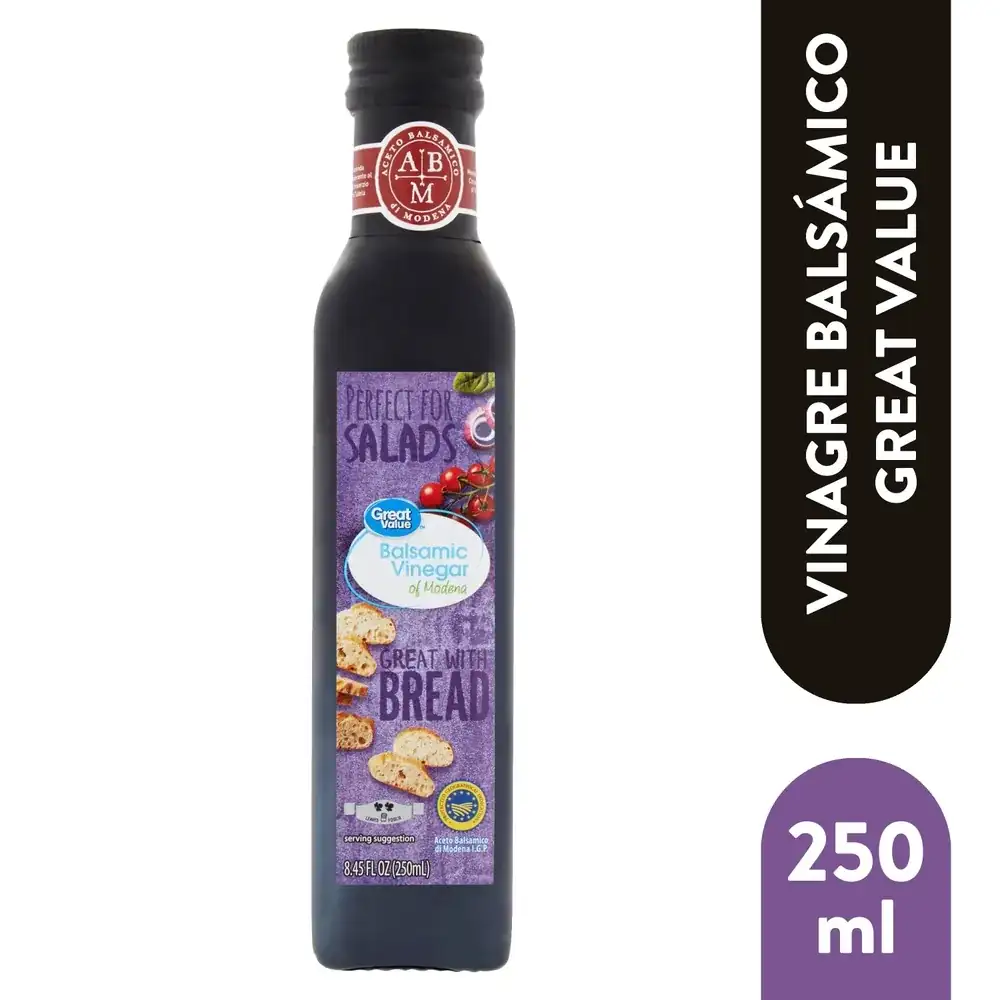 ACETO BALSAMICO
A B
M
di MODENA
PERFECT FOR
SALADS
Great
Value
™
Balsamic
Vinegar
of Modena
GREAT WITH
BREAD
serving suggestion
Aceto Balsamico
di Modena I.G.P.
8.45 FL OZ (250mL)
VINAGRE BALSÁMICO
GREAT VALUE
250
ml